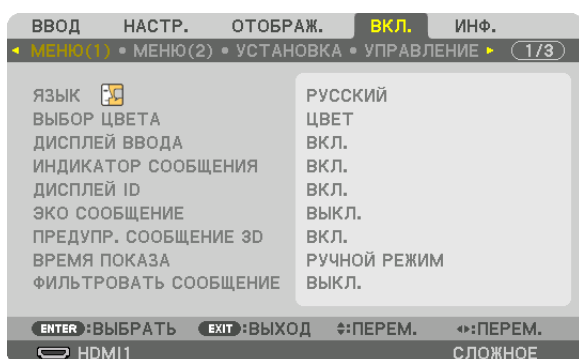 ВВОД НАСТР. ОТОБРАЖ. ВКЛ. ИНФ.
МЕНЮ(1) • МЕНЮ(2) • УСТАНОВКА • УПРАВЛЕНИЕ 1/3
ЯЗЫК РУССКИЙ
ВЫБОР ЦВЕТА ЦВЕТ
ДИСПЛЕЙ ВВОДА ВКЛ.
ИНДИКАТОР СООБЩЕНИЯ ВКЛ.
ДИСПЛЕЙ ID ВКЛ.
ЭКО СООБЩЕНИЕ ВЫКЛ.
ПРЕДУПР. СООБЩЕНИЕ 3D ВКЛ.
ВРЕМЯ ПОКАЗА РУЧНОЙ РЕЖИМ
ФИЛЬТРОВАТЬ СООБЩЕНИЕ ВЫКЛ.
ENTER :ВЫБРАТЬ EXIT :ВЫХОД :ПЕРЕМ. :ПЕРЕМ.
HDMI1 СЛОЖНОЕ